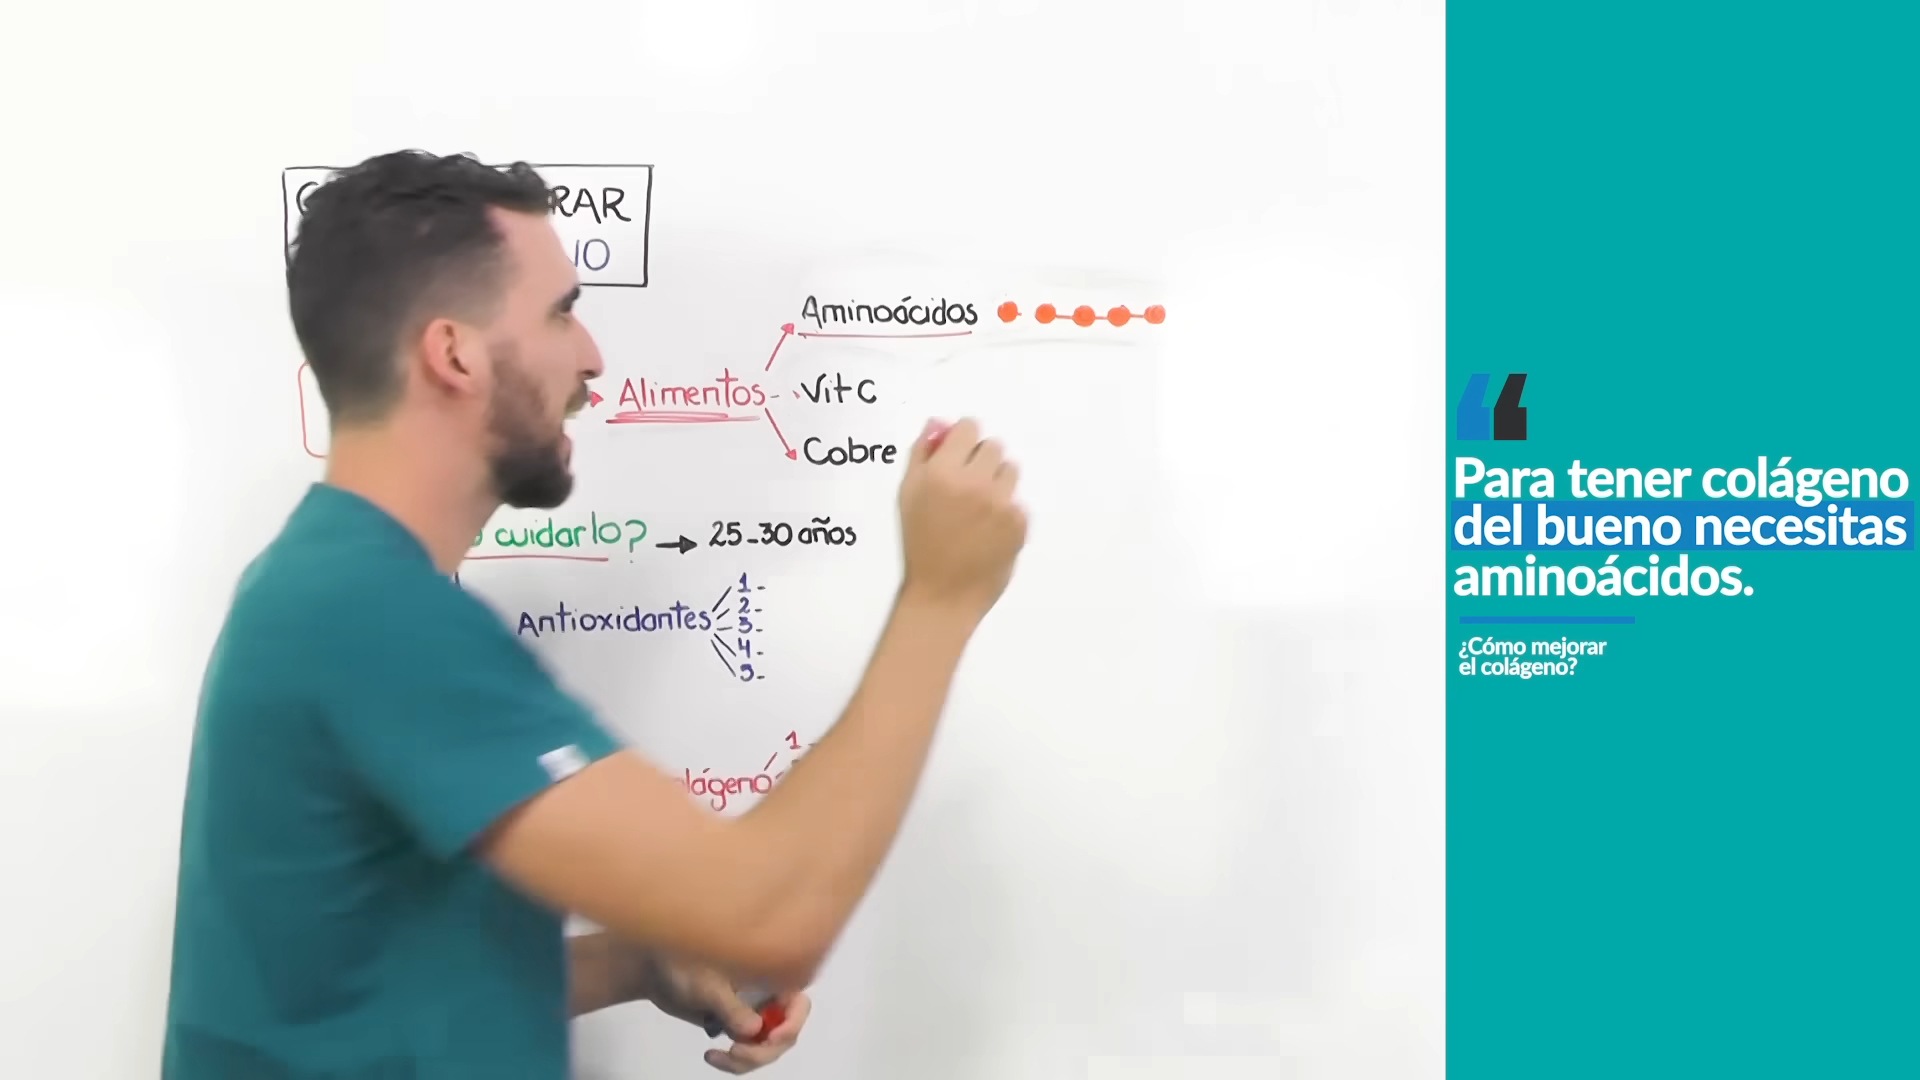 RAR
Aminoácidos
Alimentos
Vit C
Cobre
cuidarlo? → 25-30 años
Antioxidantes
1-
2-
3-
4-
5-
1-
lágeno
Para tener colágeno
del bueno necesitas
aminoácidos.
¿Cómo mejorar
el colágeno?